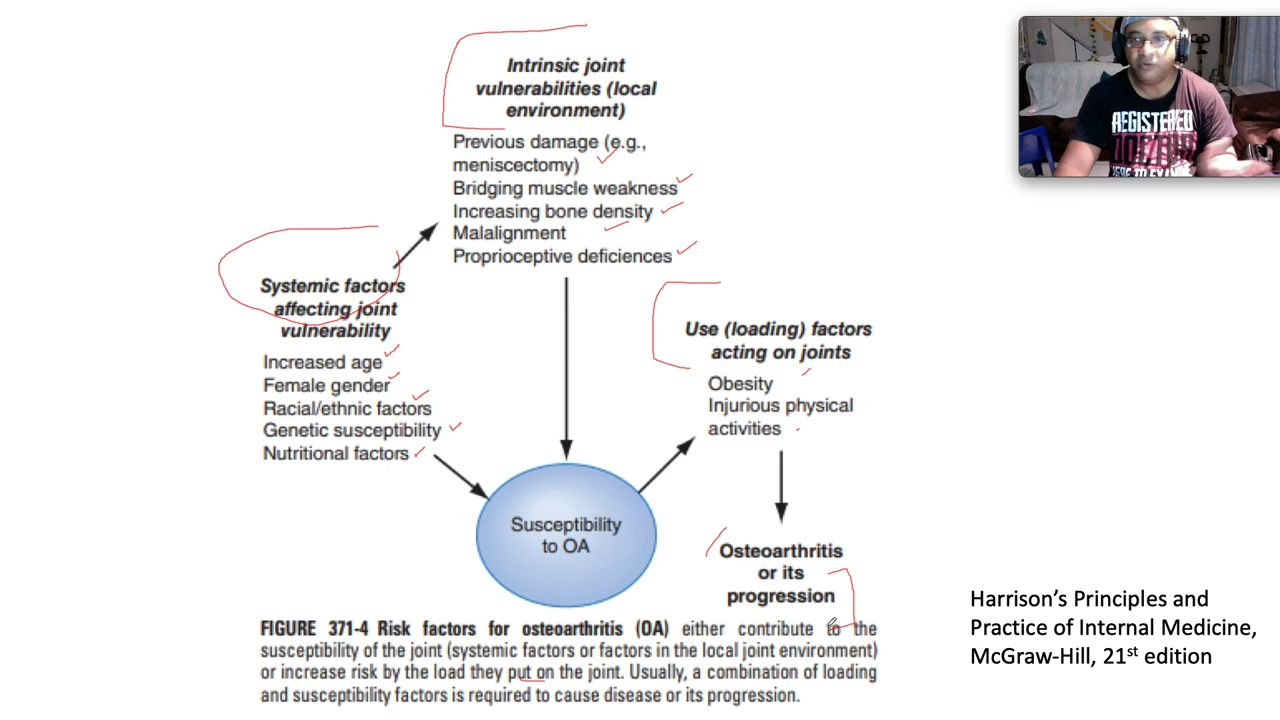 Intrinsic joint
vulnerabilities (local
environment)
Previous damage (e.g.,
meniscectomy)
Bridging muscle weakness
Increasing bone density
Malalignment
Proprioceptive deficiences
Systemic factors
affecting joint
vulnerability
Increased age
Female gender
Racial/ethnic factors
Genetic susceptibility
Nutritional factors
Susceptibility
to OA
Use (loading) factors
acting on joints
Obesity
Injurious physical
activities
Osteoarthritis
or its
progression
FIGURE 371-4 Risk factors for osteoarthritis (OA) either contribute to the
susceptibility of the joint (systemic factors or factors in the local joint environment)
or increase risk by the load they put on the joint. Usually, a combination of loading
and susceptibility factors is required to cause disease or its progression.
Harrison's Principles and
Practice of Internal Medicine,
McGraw-Hill, 21st edition
REGISTERED